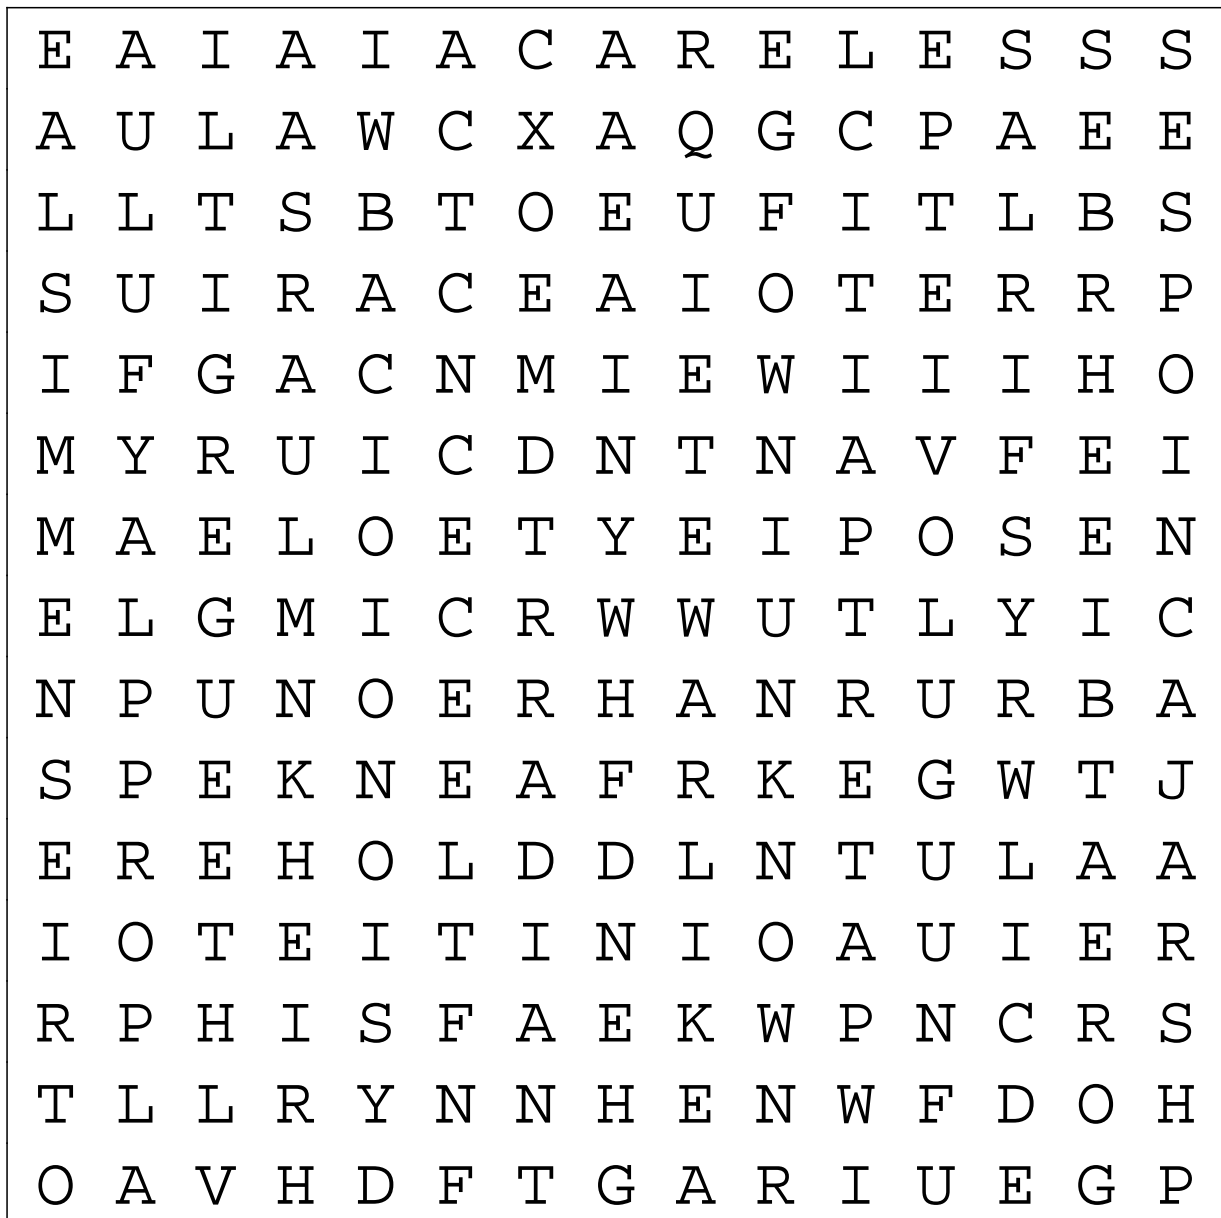 E A I A I A C A R E L E S S S
A U L A W C X A Q G C P A E E
L L T S B T O E U F I T L B S
S U I R A C E A I O T E R R P
I F G A C N M I E W I I I H O
M Y R U I C D N T N A V F E I
M A E L O E T Y E I P O S E N
E L G M I C R W W U T L Y I C
N P U N O E R H A N R U R B A
S P E K N E A F R K E G W T J
E R E H O L D D L N T U L A A
I O T E I T I N I O A U I E R
R P H I S F A E K W P N C R S
T L L R Y N N H E N W F D O H
O A V H D F T G A R I U E G P